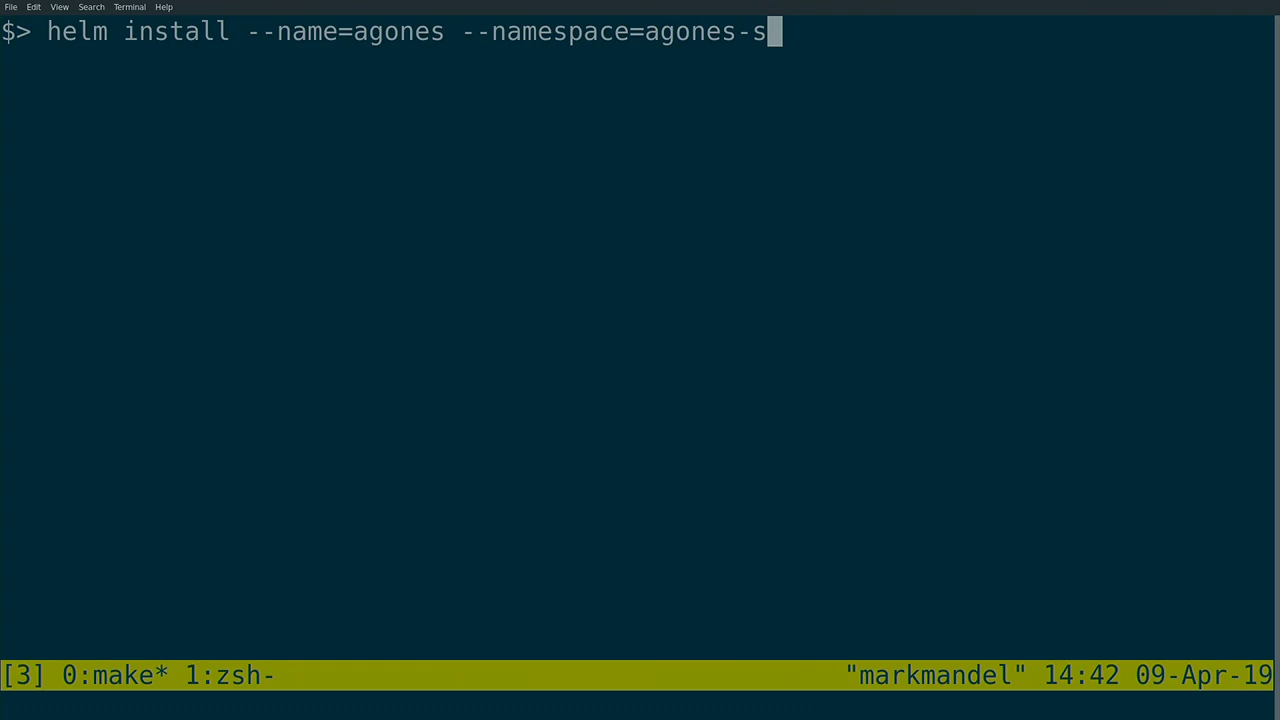 File Edit View Search Terminal Help
$> helm install --name=agones --namespace=agones-s
[3] 0:make* 1:zsh- "markmandel" 14:42 09-Apr-19